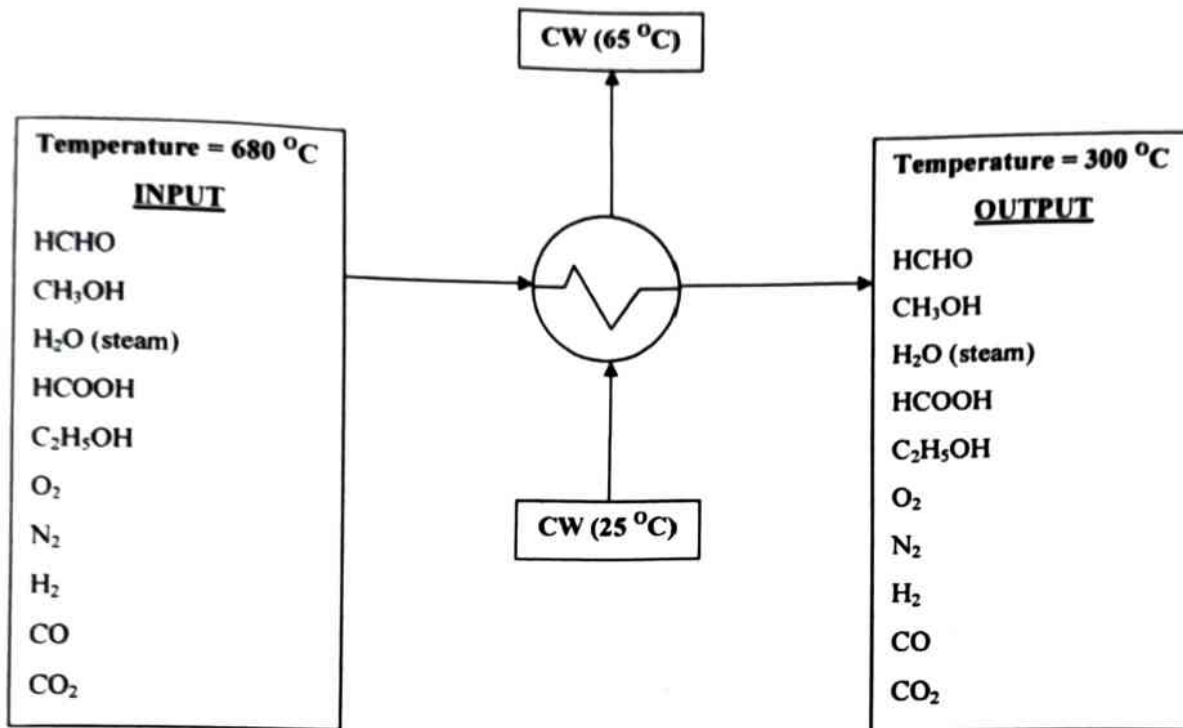 CW (65 °C)
Temperature = 680 °C
INPUT
HCHO
CH₃OH
H₂O (steam)
HCOOH
C₂H₅OH
O₂
N₂
H₂
CO
CO₂
CW (25 °C)
Temperature = 300 °C
OUTPUT
HCHO
CH₃OH
H₂O (steam)
HCOOH
C₂H₅OH
O₂
N₂
H₂
CO
CO₂